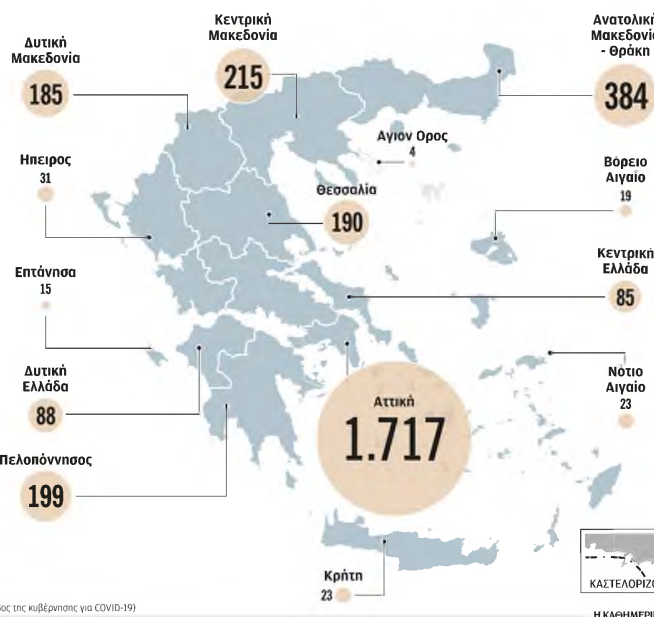 Κεντρική
Μακεδονία
215
Δυτική
Μακεδονία
185
Ανατολική
Μακεδονία
- Θράκη
384
Αγιον Ορος
4
Ηπειρος
31
Θεσσαλία
190
Βόρειο
Αιγαίο
19
Επτάνησα
15
Κεντρική
Ελλάδα
85
Δυτική
Ελλάδα
88
Αττική
1.717
Νότιο
Αιγαίο
23
Πελοπόννησος
199
Κρήτη
23
ΚΑΣΤΕΛΟΡΙΖΟ
της κυβέρνησης για COVID-19)
Η ΚΑΘΗΜΕΡΙ